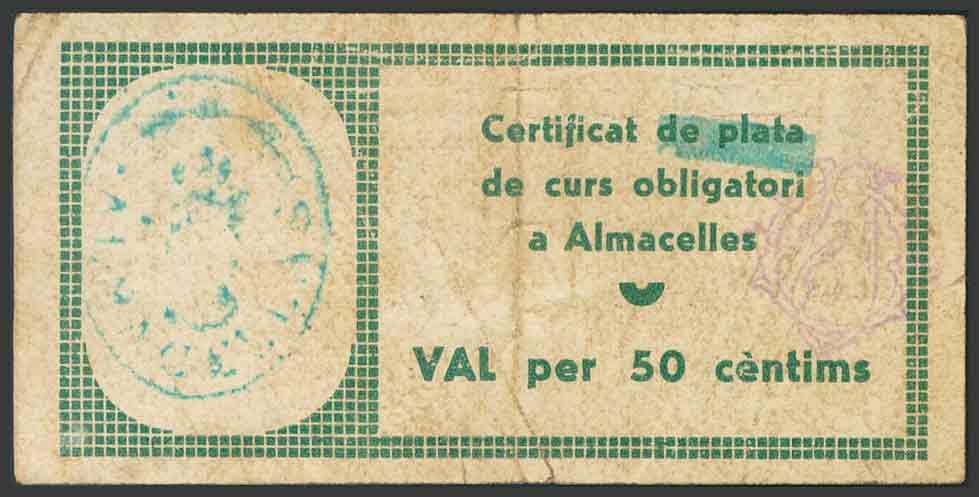 Certificat de plata
de curs obligatori
a Almacelles
VAL per 50 cèntims